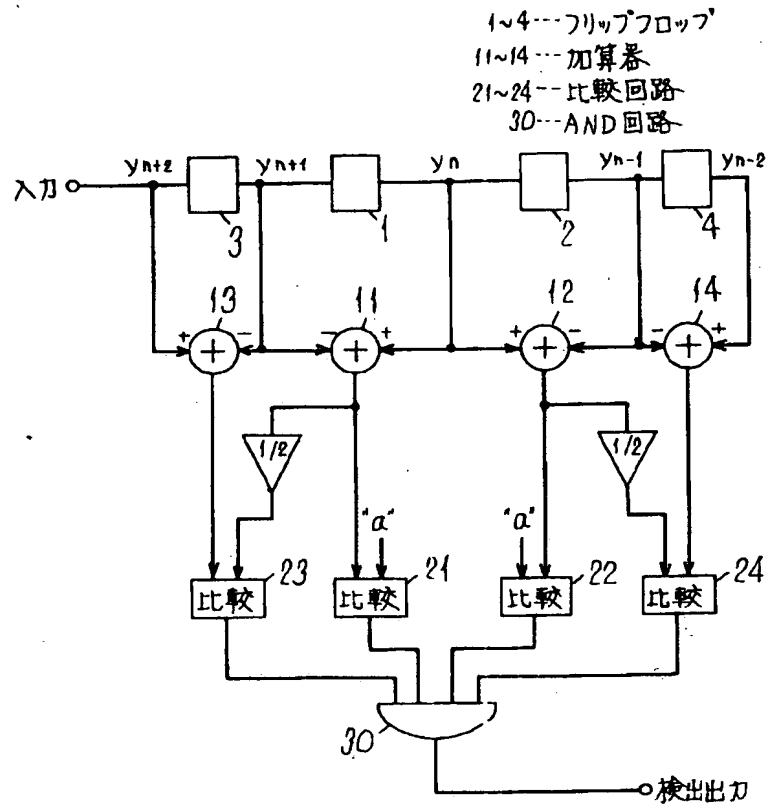 1~4…フリップフロップ
11~14…加算器
21~24…比較回路
30…AND回路
入力 yn+2 yn+1 yn yn-1 yn-2
3 1 2 4
13 11 12 14
+ - - + + - - +
+ + + +
1/2 1/2
"a" "a"
比較 23 比較 21 比較 22 比較 24
30
検出出力